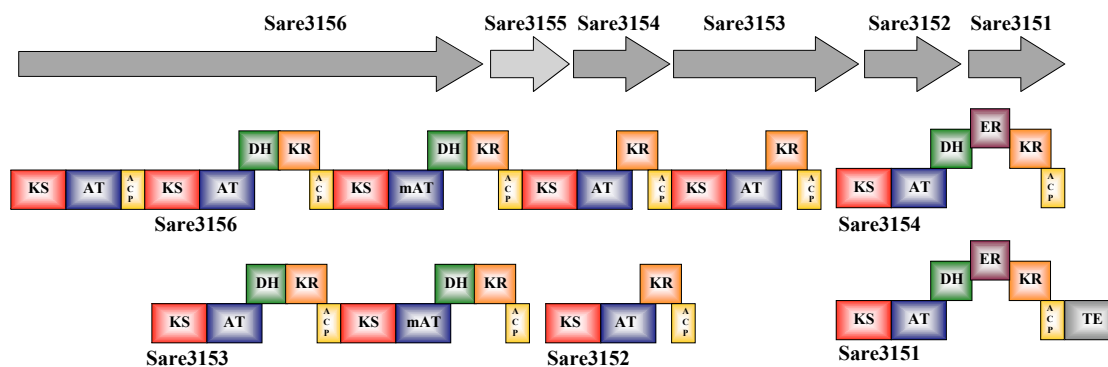 Sare3156 Sare3155 Sare3154 Sare3153 Sare3152 Sare3151
DH KR DH KR KR KR DH ER KR
KS AT ACP KS AT ACP KS mAT ACP KS AT ACP KS AT ACP KS AT ACP
Sare3156 Sare3154
DH KR DH KR KR DH ER KR
KS AT ACP KS mAT ACP KS AT ACP KS AT ACP TE
Sare3153 Sare3152 Sare3151